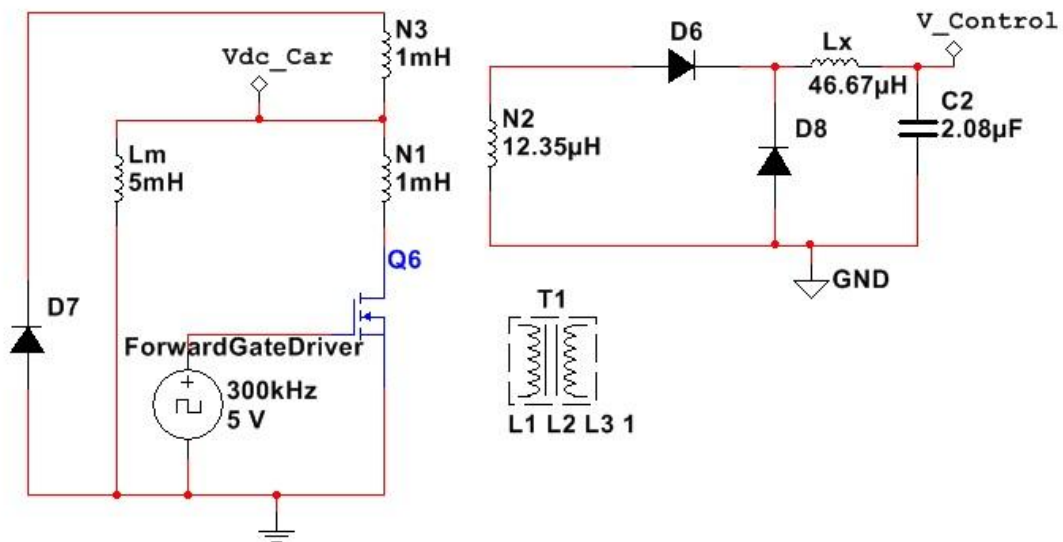 N3
1mH
Vdc_Car
Lm
5mH
N1
1mH
Q6
D7
ForwardGateDriver
300kHz
5 V
D6
Lx
46.67µH
V_Control
N2
12.35µH
D8
C2
2.08µF
GND
T1
L1 L2 L3 1